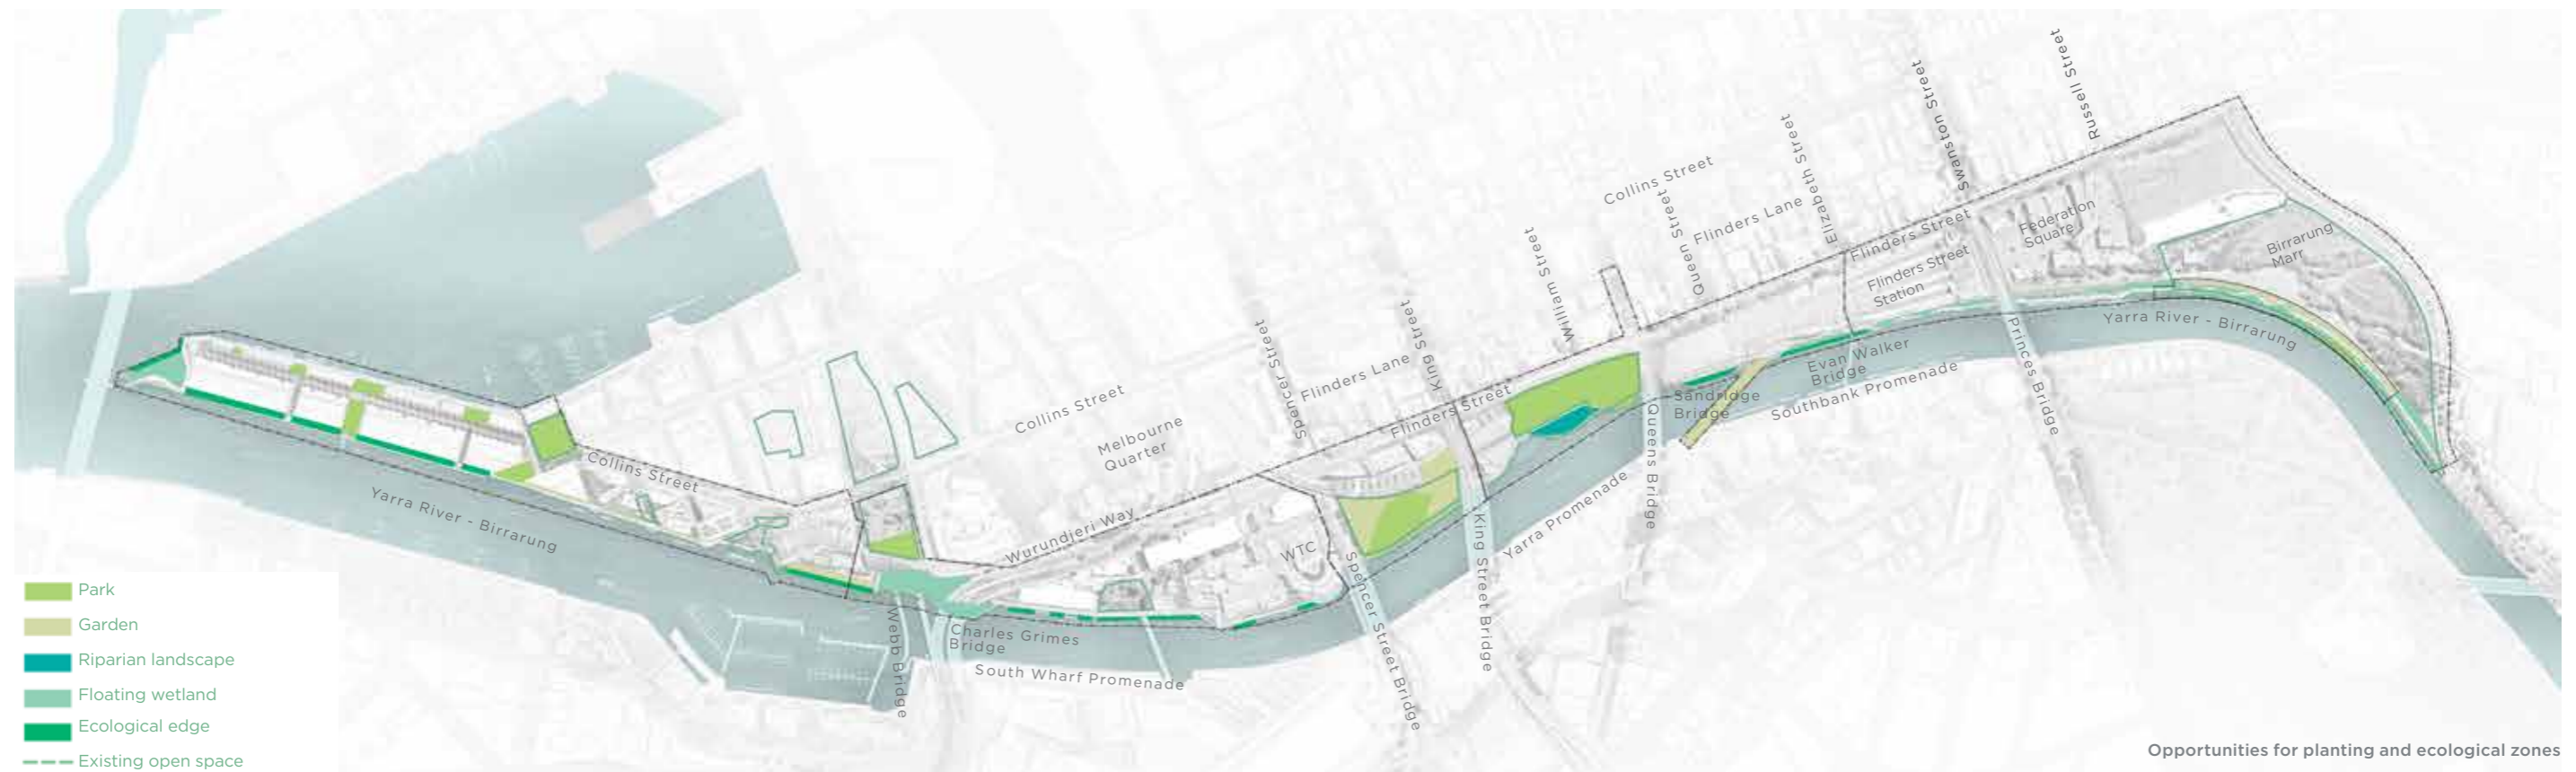 Russell Street
Swanston Street
Elizabeth Street
Collins Street
Queen Street
Flinders Lane
William Street
Flinders Street
Flinders Street
Station
Federation
Square
Birrarung
Marr
Yarra River - Birrarung
Princes Bridge
Evan Walker
Bridge
Sandridge
Bridge
Southbank Promenade
Queens Bridge
Yarra Promenade
King Street
Flinders Lane
Spencer Street
Flinders Street
King Street Bridge
Spencer Street Bridge
WTC
Collins Street
Melbourne
Quarter
Wurundjeri Way
Collins Street
Yarra River - Birrarung
Webb Bridge
Charles Grimes
Bridge
South Wharf Promenade
Park
Garden
Riparian landscape
Floating wetland
Ecological edge
Existing open space
Opportunities for planting and ecological zones